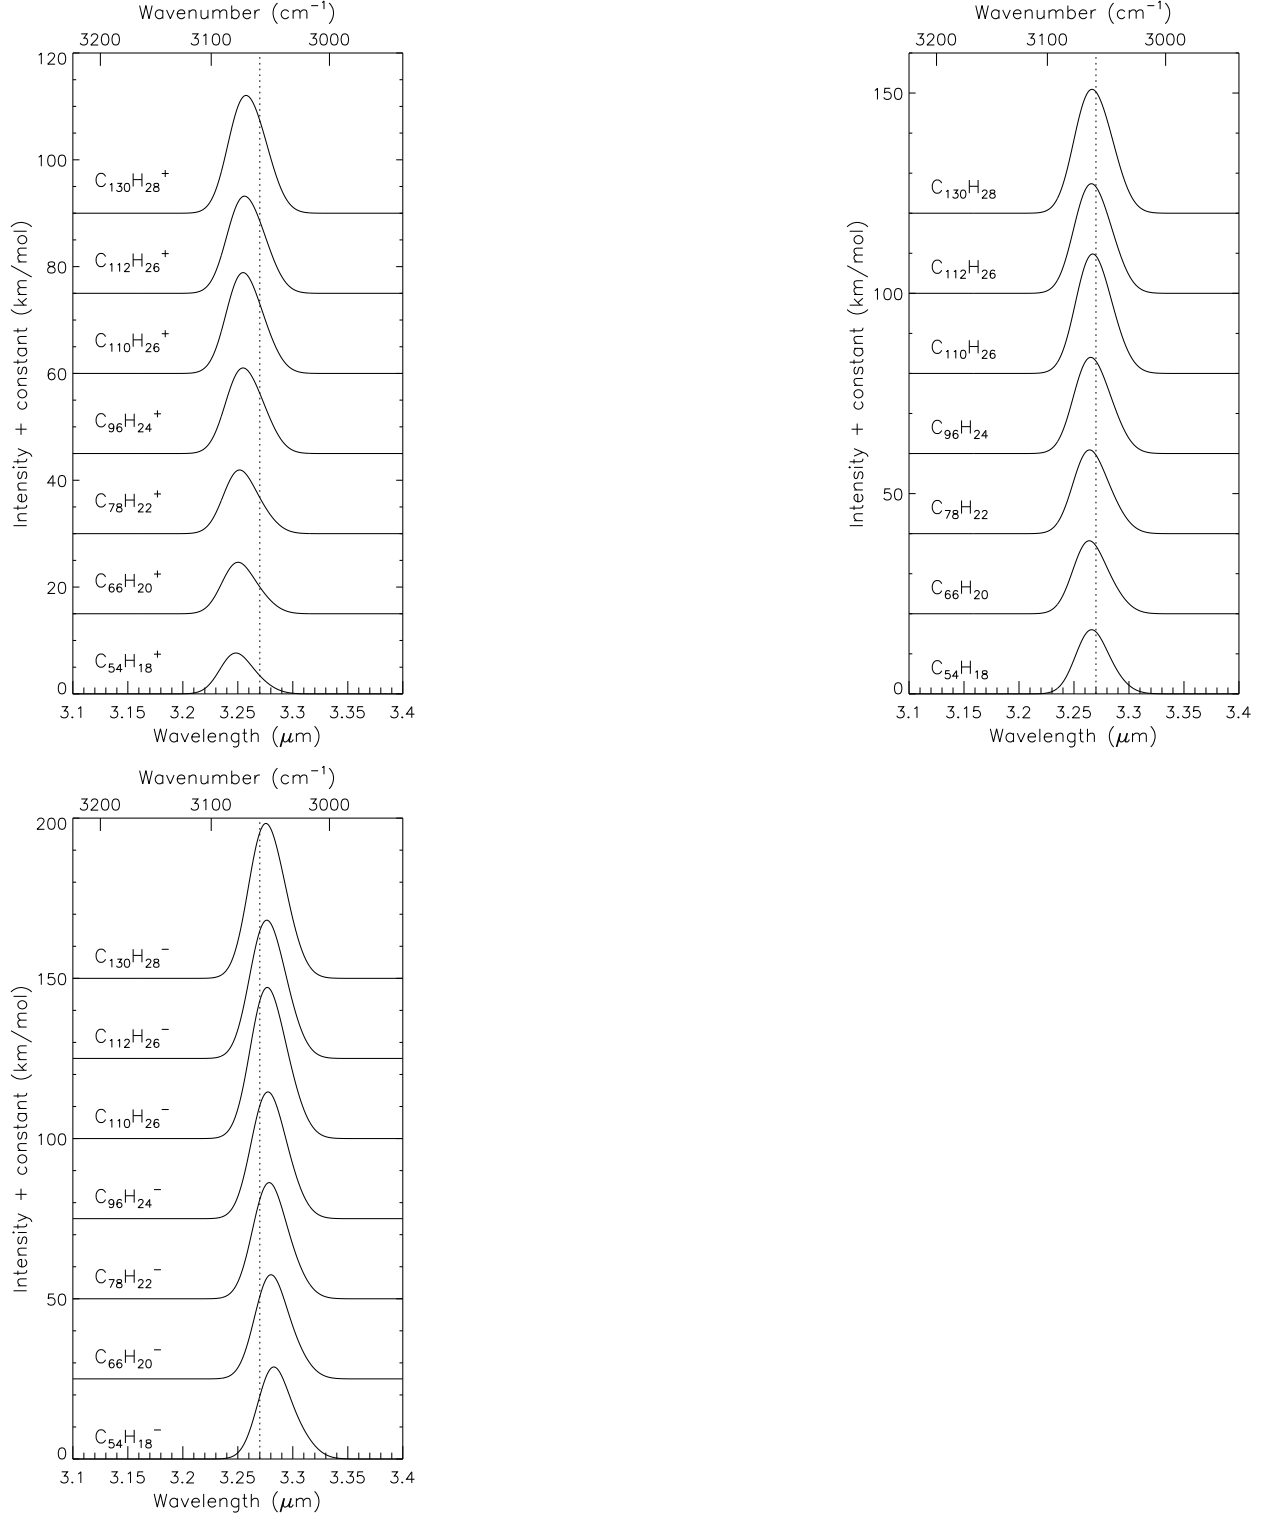 Wavenumber (cm⁻¹)
3200 3100 3000
120
100
80
60
40
20
0
Intensity + constant (km/mol)
C₁₃₀H₂₈⁺
C₁₁₂H₂₆⁺
C₁₁₀H₂₆⁺
C₉₆H₂₄⁺
C₇₈H₂₂⁺
C₆₆H₂₀⁺
C₅₄H₁₈⁺
3.1 3.15 3.2 3.25 3.3 3.35 3.4
Wavelength (μm)
Wavenumber (cm⁻¹)
3200 3100 3000
150
100
50
0
Intensity + constant (km/mol)
C₁₃₀H₂₈
C₁₁₂H₂₆
C₁₁₀H₂₆
C₉₆H₂₄
C₇₈H₂₂
C₆₆H₂₀
C₅₄H₁₈
3.1 3.15 3.2 3.25 3.3 3.35 3.4
Wavelength (μm)
Wavenumber (cm⁻¹)
3200 3100 3000
200
150
100
50
0
Intensity + constant (km/mol)
C₁₃₀H₂₈⁻
C₁₁₂H₂₆⁻
C₁₁₀H₂₆⁻
C₉₆H₂₄⁻
C₇₈H₂₂⁻
C₆₆H₂₀⁻
C₅₄H₁₈⁻
3.1 3.15 3.2 3.25 3.3 3.35 3.4
Wavelength (μm)